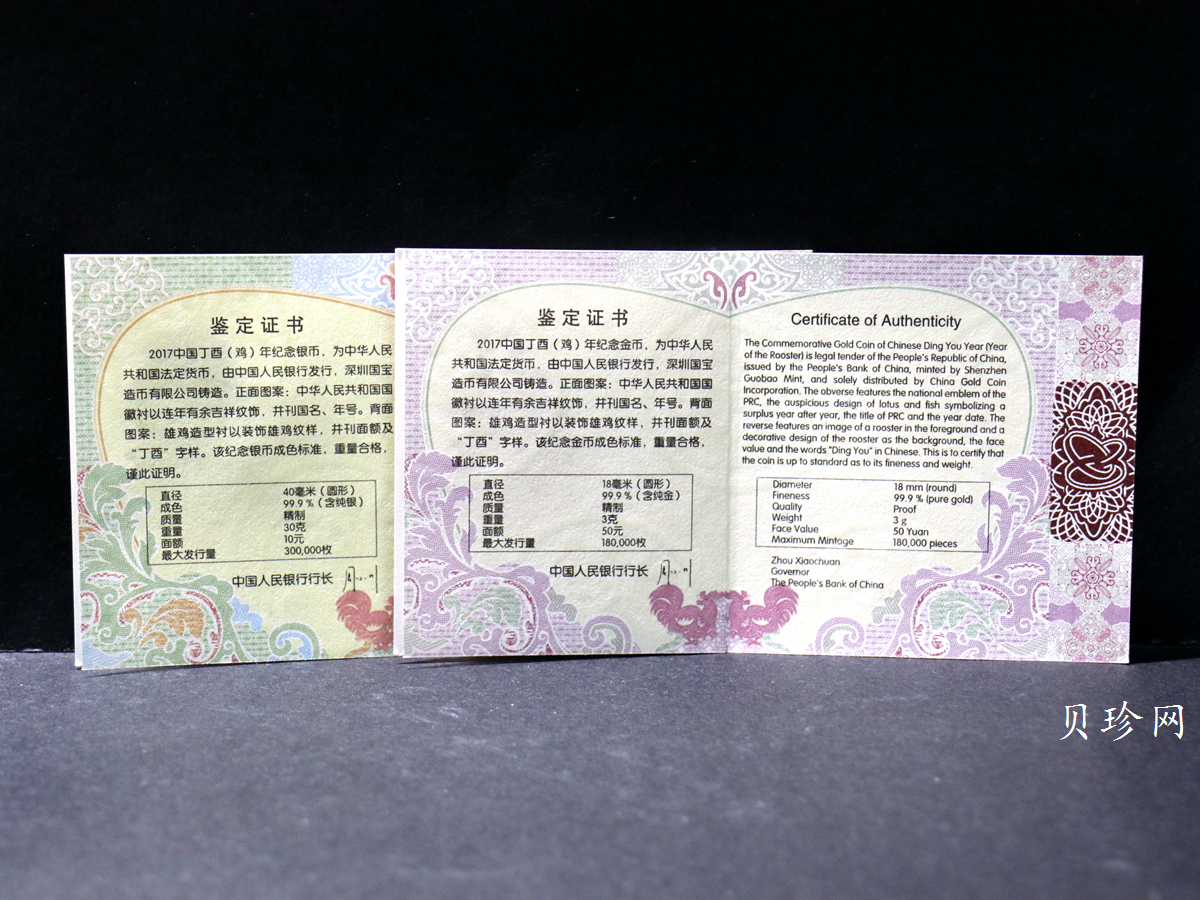 鉴定证书
2017中国丁酉（鸡）年纪念银币，为中华人民
共和国法定货币，由中国人民银行发行，深圳国宝
造币有限公司铸造。正面图案：中华人民共和国国
徽衬以连年有余吉祥纹饰，并刊国名、年号。背面
图案：雄鸡造型衬以装饰雄鸡纹样，并刊面额及
“丁酉”字样。该纪念银币成色标准，重量合格，
谨此证明。
直径 40毫米（圆形）
成色 99.9％（含纯银）
质量 精制
重量 30克
面额 10元
最大发行量 300,000枚
中国人民银行行长
鉴定证书
2017中国丁酉（鸡）年纪念金币，为中华人民
共和国法定货币，由中国人民银行发行，深圳国宝
造币有限公司铸造。正面图案：中华人民共和国国
徽衬以连年有余吉祥纹饰，并刊国名、年号。背面
图案：雄鸡造型衬以装饰雄鸡纹样，并刊面额及
“丁酉”字样。该纪念金币成色标准，重量合格，
谨此证明。
直径 18毫米（圆形）
成色 99.9％（含纯金）
质量 精制
重量 3克
面额 50元
最大发行量 180,000枚
中国人民银行行长
Certificate of Authenticity
The Commemorative Gold Coin of Chinese Ding You Year (Year
of the Rooster) is legal tender of the People's Republic of China,
issued by the People's Bank of China, minted by Shenzhen
Guobao Mint, and solely distributed by China Gold Coin
Incorporation. The obverse features the national emblem of the
PRC, the auspicious design of lotus and fish symbolizing a
surplus year after year, the title of PRC and the year date. The
reverse features an image of a rooster in the foreground and a
decorative design of the rooster as the background, the face
value and the words "Ding You" in Chinese. This is to certify that
the coin is up to standard as to its fineness and weight.
Diameter 18 mm (round)
Fineness 99.9 % (pure gold)
Quality Proof
Weight 3 g
Face Value 50 Yuan
Maximum Mintage 180,000 pieces
Zhou Xiaochuan
Governor
The People's Bank of China
贝珍网